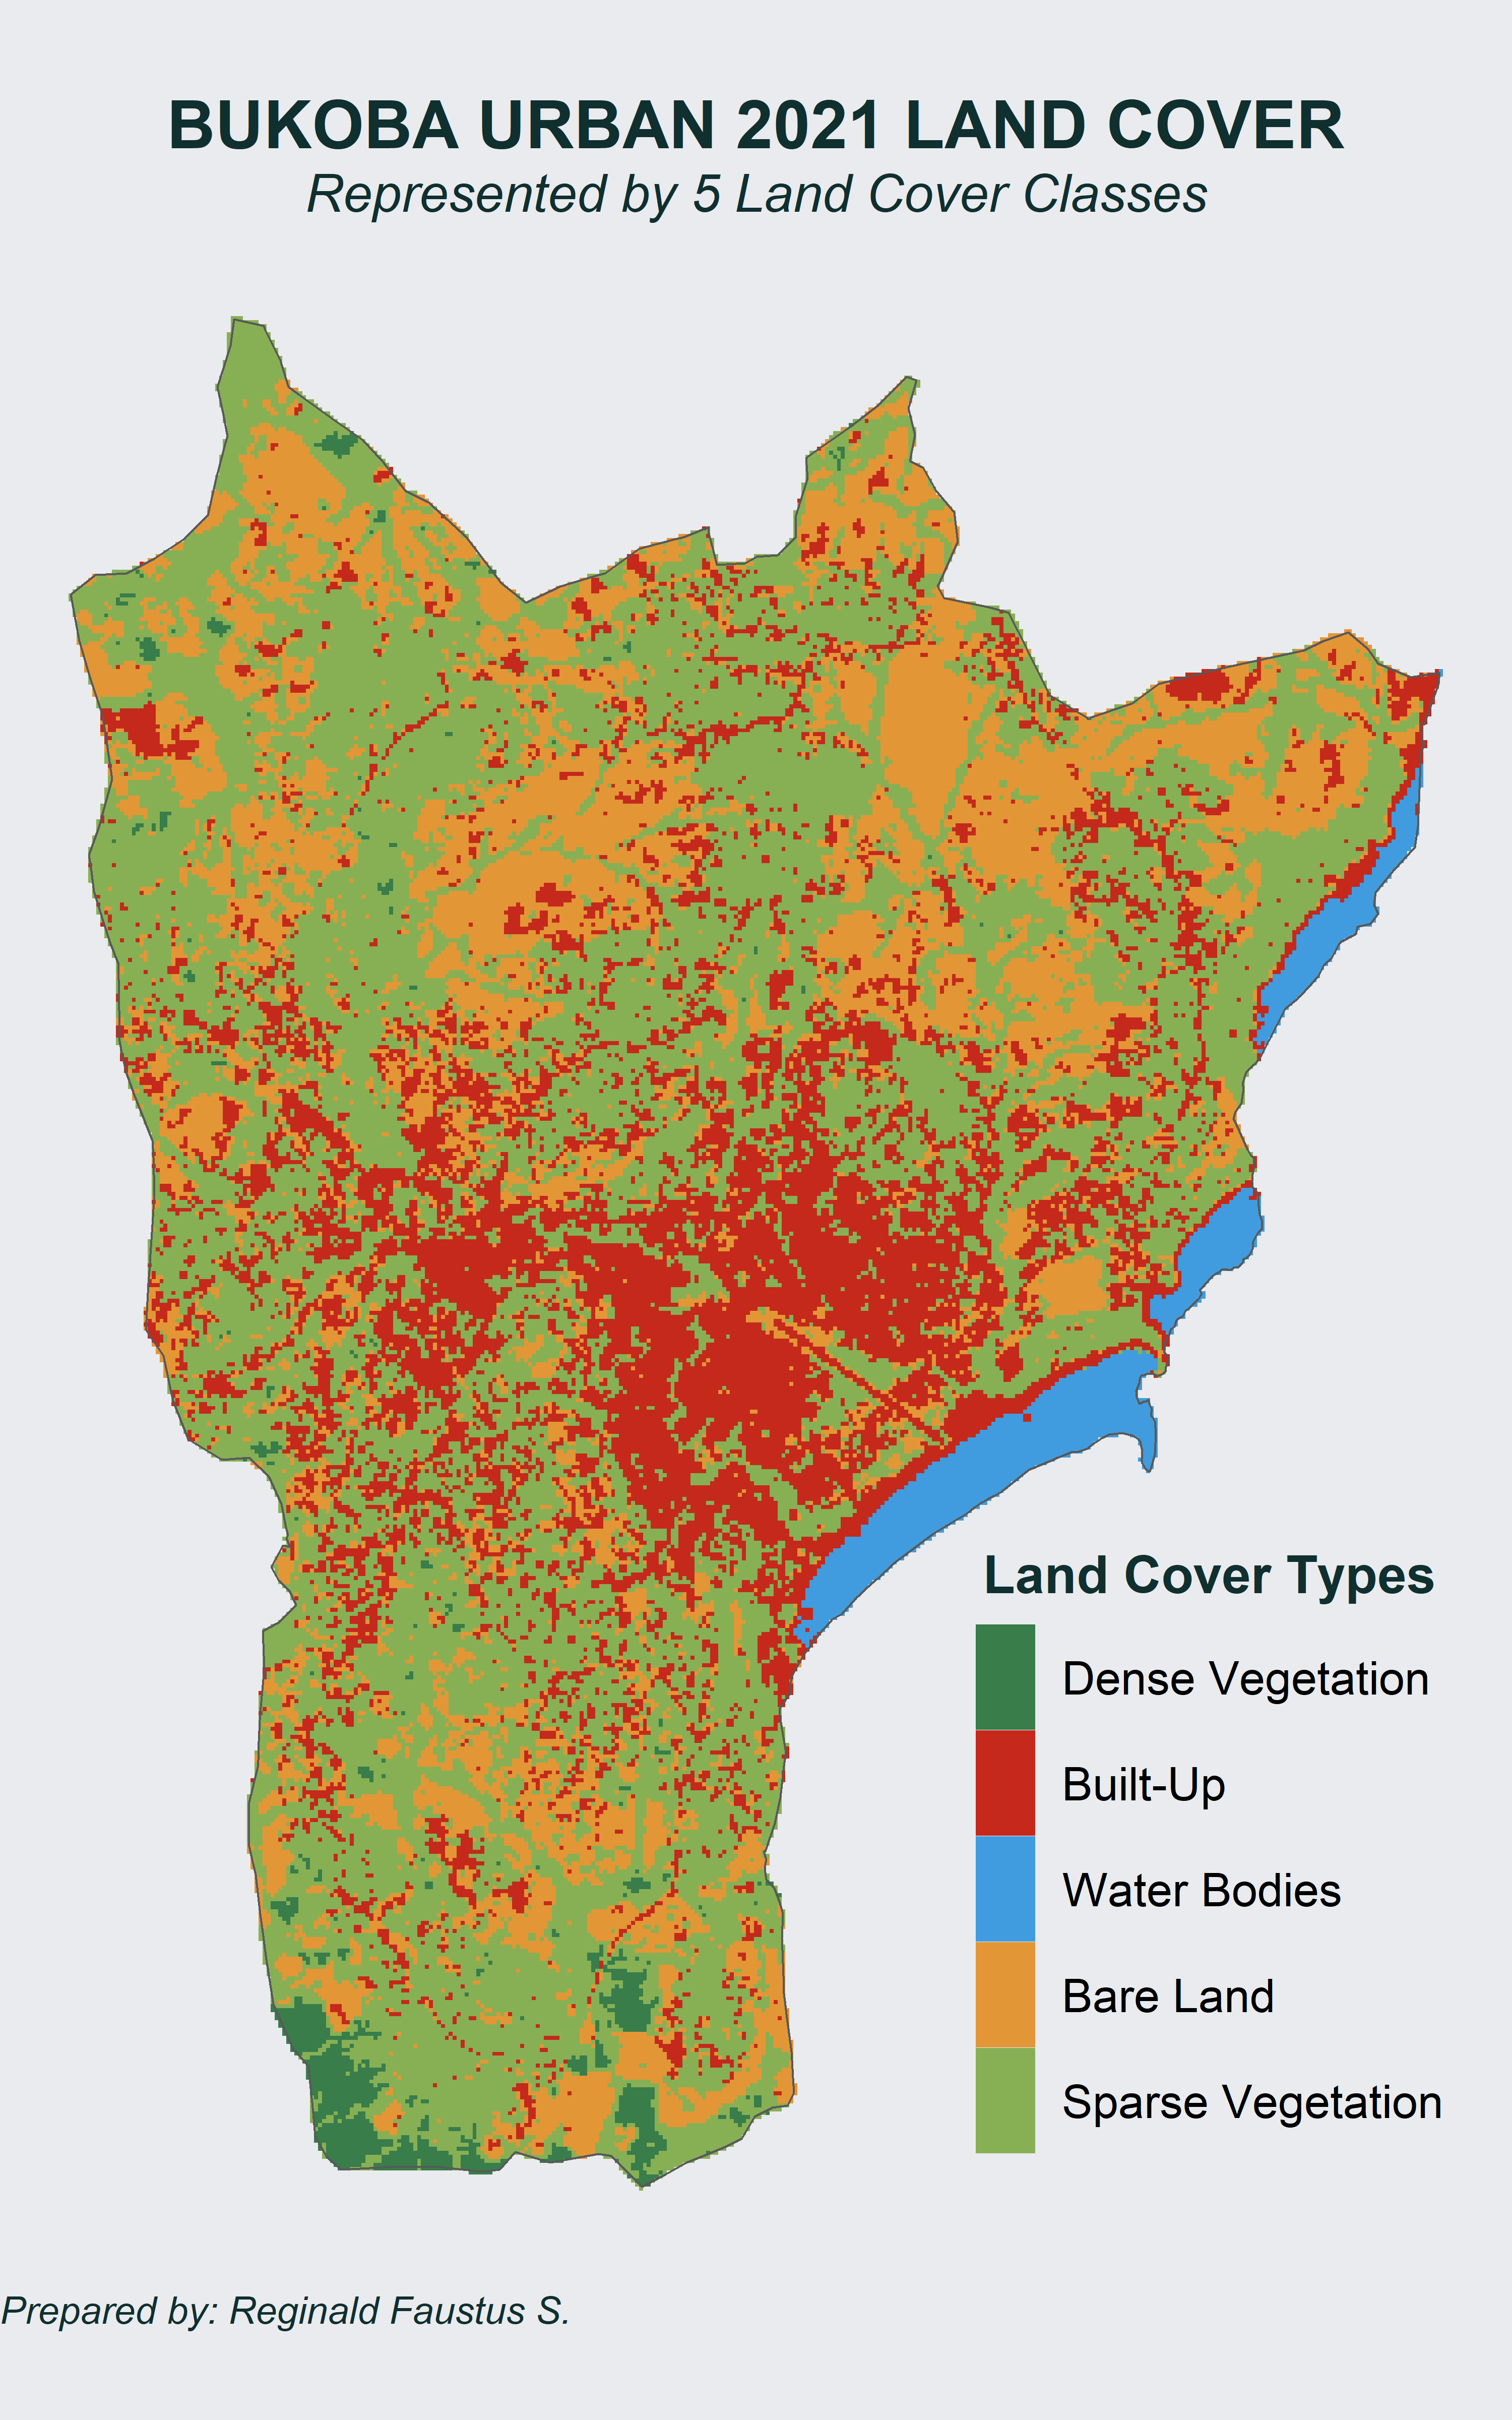 BUKOBA URBAN 2021 LAND COVER
Represented by 5 Land Cover Classes
Land Cover Types
Dense Vegetation
Built-Up
Water Bodies
Bare Land
Sparse Vegetation
Prepared by: Reginald Faustus S.